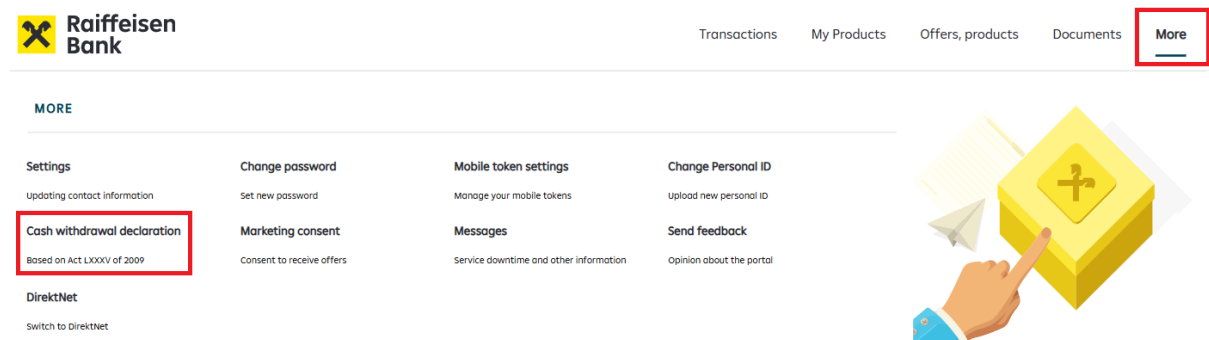 Raiffeisen
Bank
Transactions My Products Offers, products Documents More
MORE
Settings Change password Mobile token settings Change Personal ID
Updating contact information Set new password Manage your mobile tokens Upload new personal ID
Cash withdrawal declaration Marketing consent Messages Send feedback
Based on Act LXXXV of 2009 Consent to receive offers Service downtime and other information Opinion about the portal
DirektNet
Switch to DirektNet